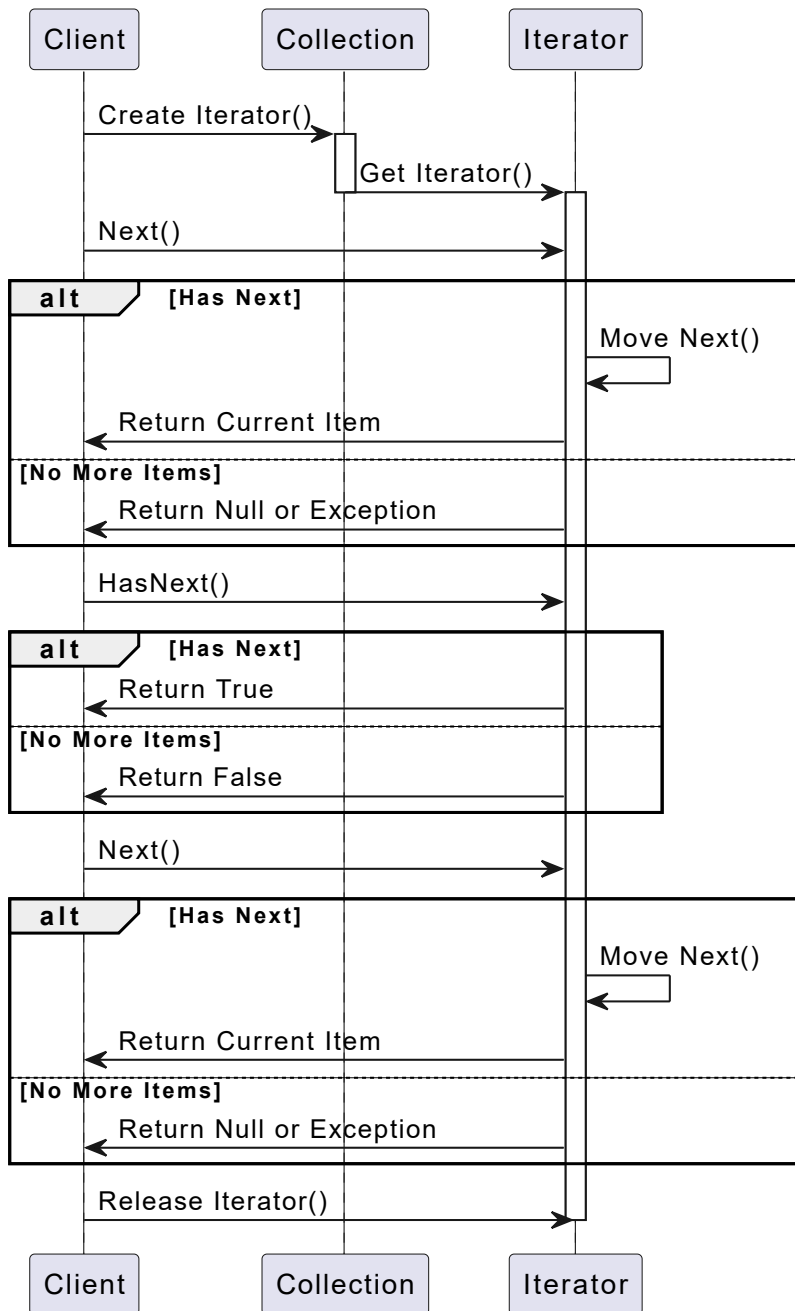 Client Collection Iterator
Create Iterator()
Get Iterator()
Next()
alt [Has Next]
Move Next()
Return Current Item
[No More Items]
Return Null or Exception
HasNext()
alt [Has Next]
Return True
[No More Items]
Return False
Next()
alt [Has Next]
Move Next()
Return Current Item
[No More Items]
Return Null or Exception
Release Iterator()
Client Collection Iterator